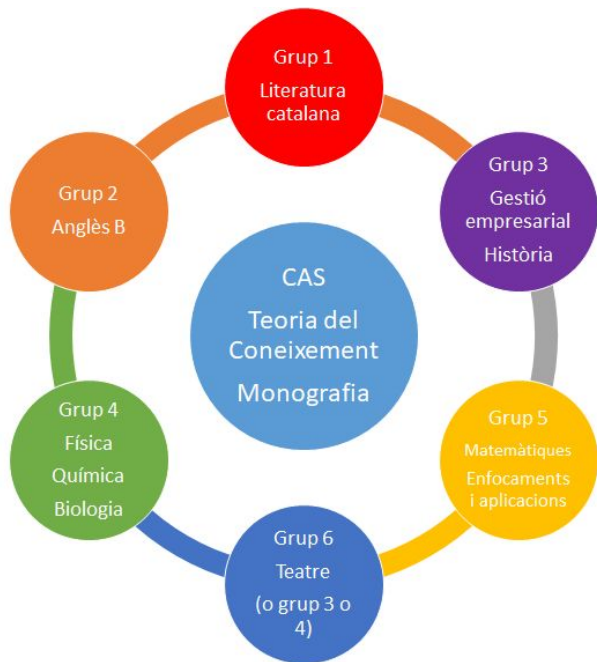 Grup 1
Literatura
catalana
Grup 2
Anglès B
Grup 3
Gestió
empresarial
Història
CAS
Teoria del
Coneixement
Monografia
Grup 4
Física
Química
Biologia
Grup 5
Matemàtiques
Enfocaments
i aplicacions
Grup 6
Teatre
(o grup 3 o
4)